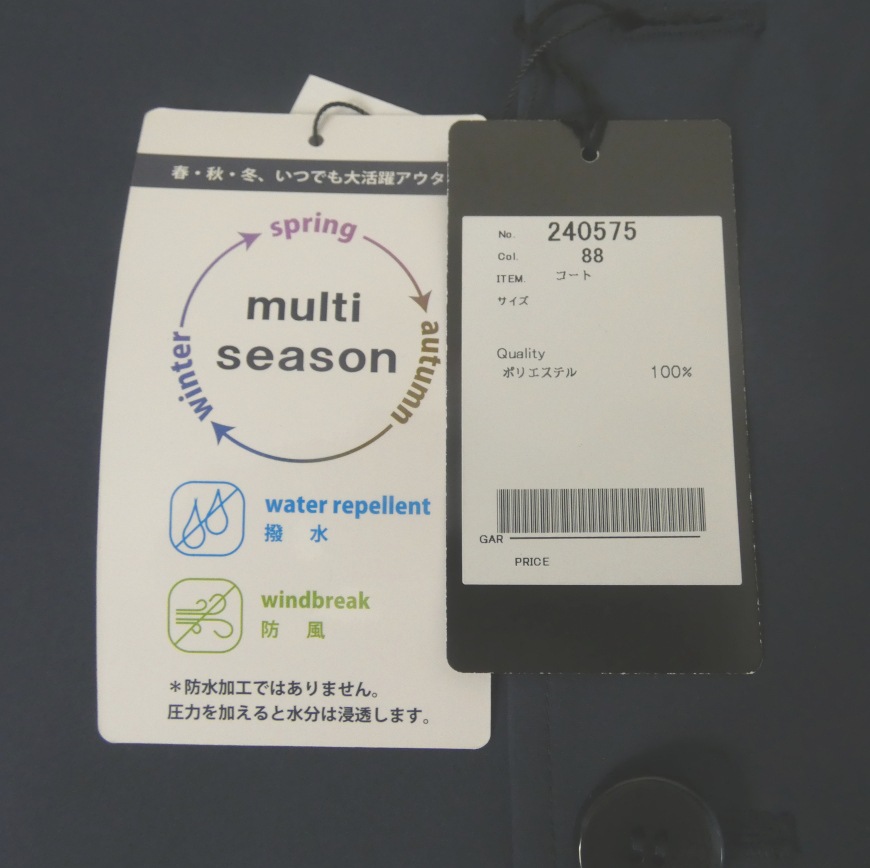 春・秋・冬、いつでも大活躍アウタ
spring
autumn
winter
multi
season
water repellent
撥 水
windbreak
防 風
＊防水加工ではありません。
圧力を加えると水分は浸透します。
No. 240575
Col. 88
ITEM. コート
サイズ
Quality
ポリエステル 100%
GAR
PRICE